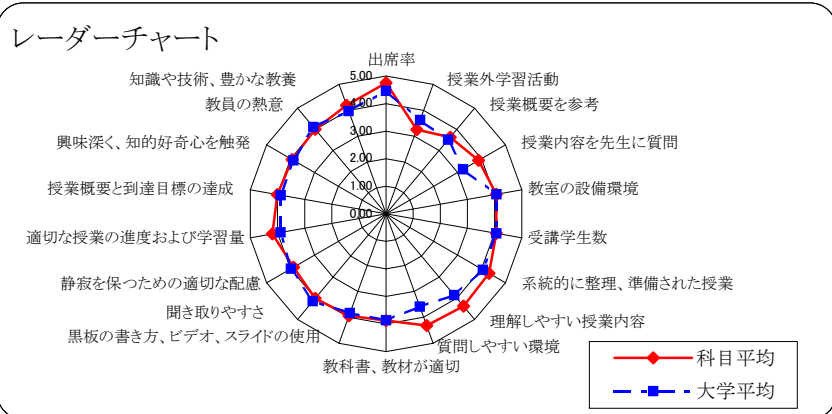 レーダーチャート
出席率
授業外学習活動
授業概要を参考
授業内容を先生に質問
教室の設備環境
受講学生数
系統的に整理、準備された授業
理解しやすい授業内容
質問しやすい環境
教科書、教材が適切
黒板の書き方、ビデオ、スライドの使用
聞き取りやすさ
静寂を保つための適切な配慮
適切な授業の進度および学習量
授業概要と到達目標の達成
興味深く、知的好奇心を触発
教員の熱意
知識や技術、豊かな教養
5.00
4.00
3.00
2.00
1.00
0.00
科目平均
大学平均